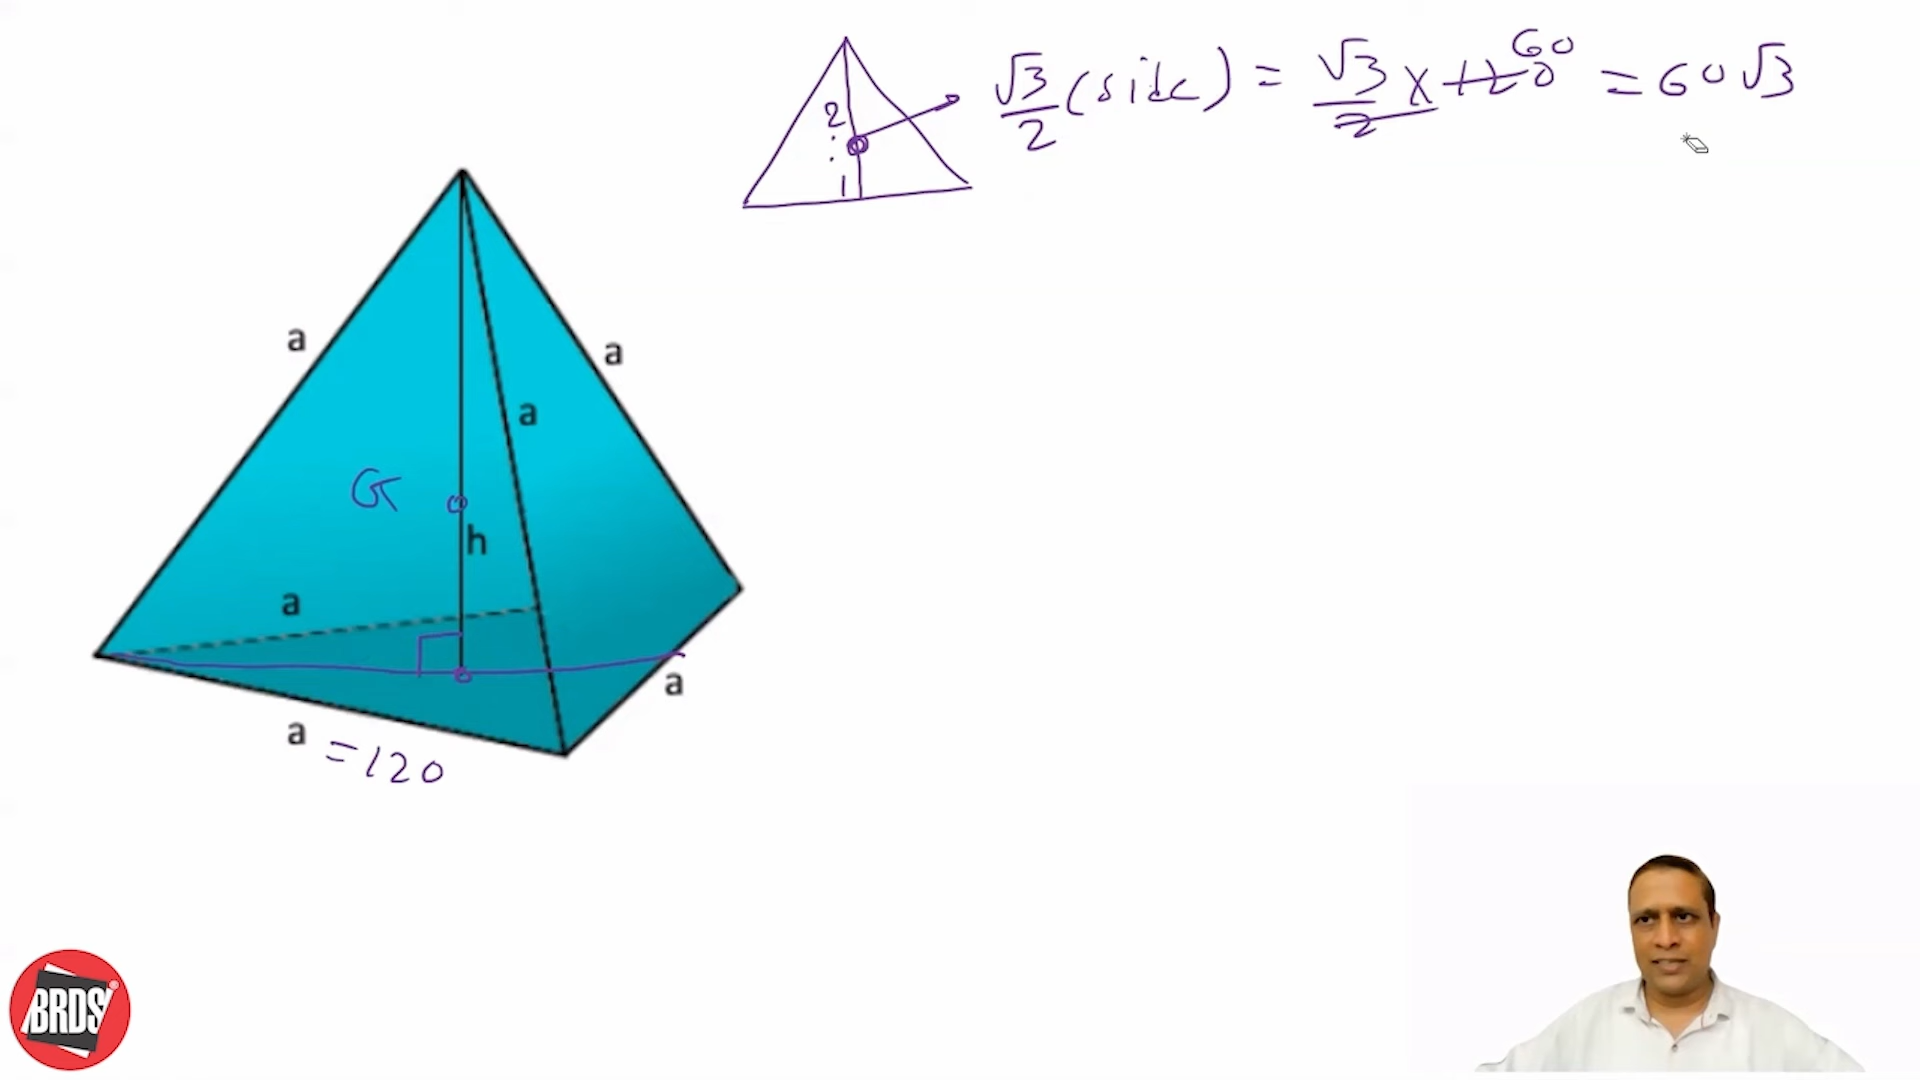 √3/2 (side) = √3/2 x 120 60 = 60√3
2
:
1
a
a
a
G
h
a
a
a = 120
BRDS